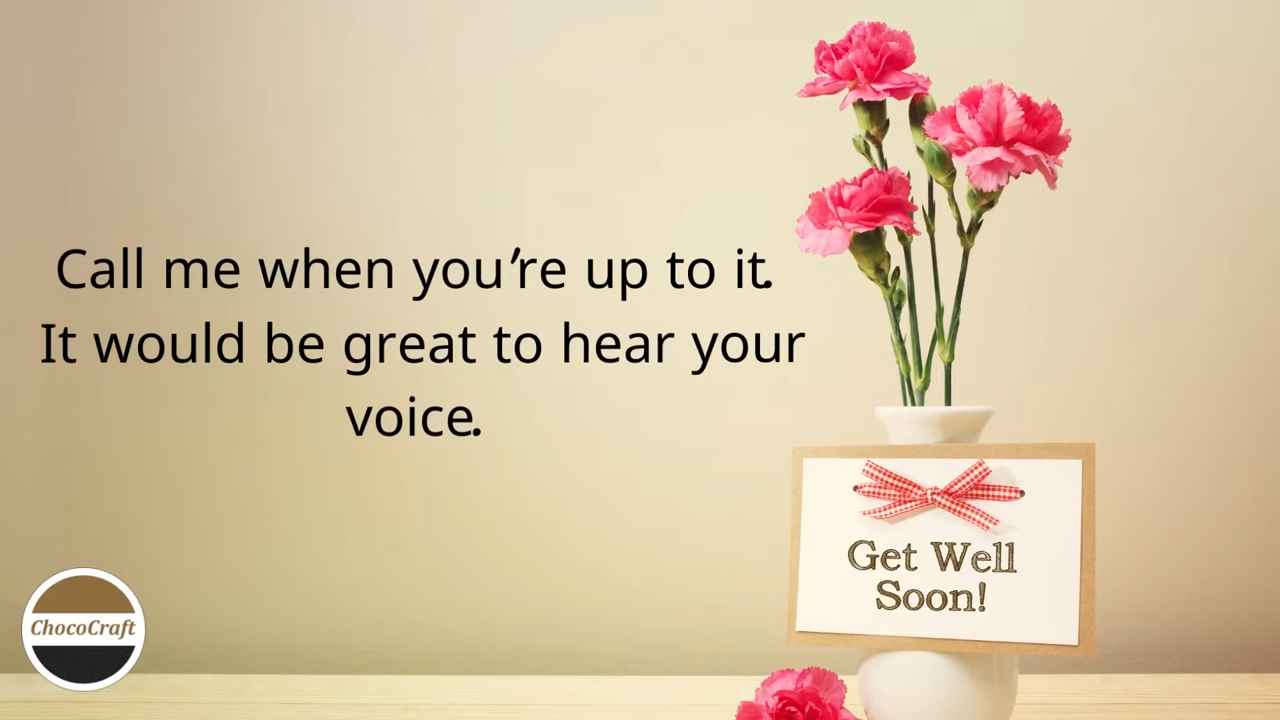 Call me when you're up to it.
It would be great to hear your
voice.
Get Well
Soon!
ChocoCraft